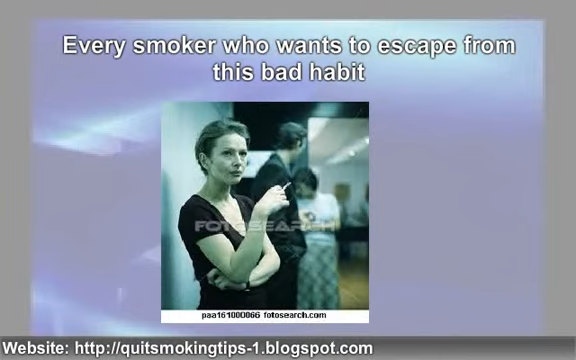 Every smoker who wants to escape from
this bad habit
FOTOSEARCH
paa161000066 fotosearch.com
Website: http://quitsmokingtips-1.blogspot.com